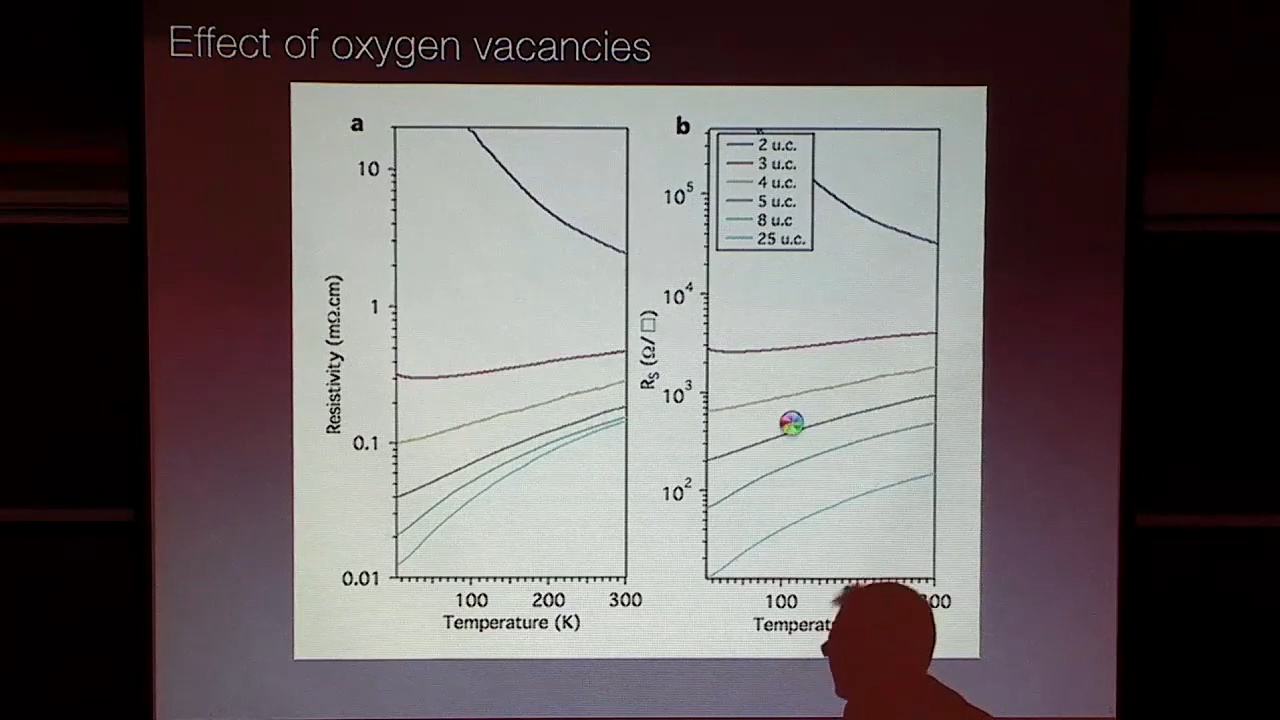 Effect of oxygen vacancies
a
10
1
0.1
0.01
Resistivity (mΩ.cm)
100 200 300
Temperature (K)
b
2 u.c.
3 u.c.
4 u.c.
5 u.c.
8 u.c
25 u.c.
10⁵
10⁴
10³
10²
R_S (Ω/□)
100
00